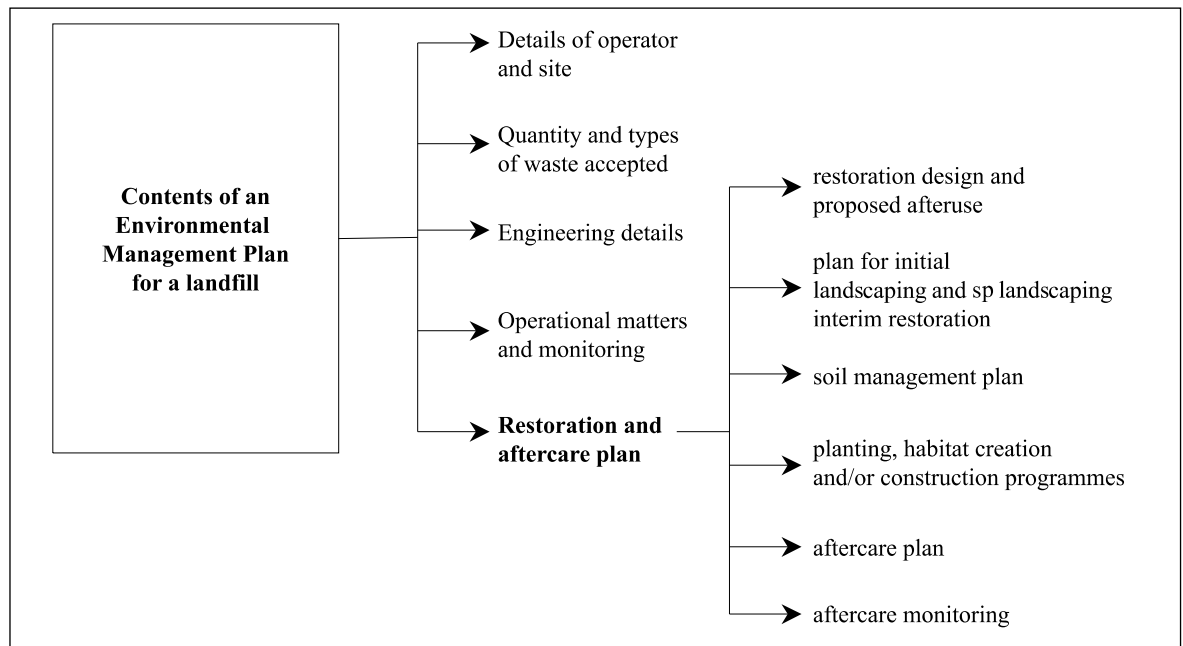 Contents of an
Environmental
Management Plan
for a landfill
Details of operator
and site
Quantity and types
of waste accepted
Engineering details
Operational matters
and monitoring
Restoration and
aftercare plan
restoration design and
proposed afteruse
plan for initial
landscaping and sp landscaping
interim restoration
soil management plan
planting, habitat creation
and/or construction programmes
aftercare plan
aftercare monitoring